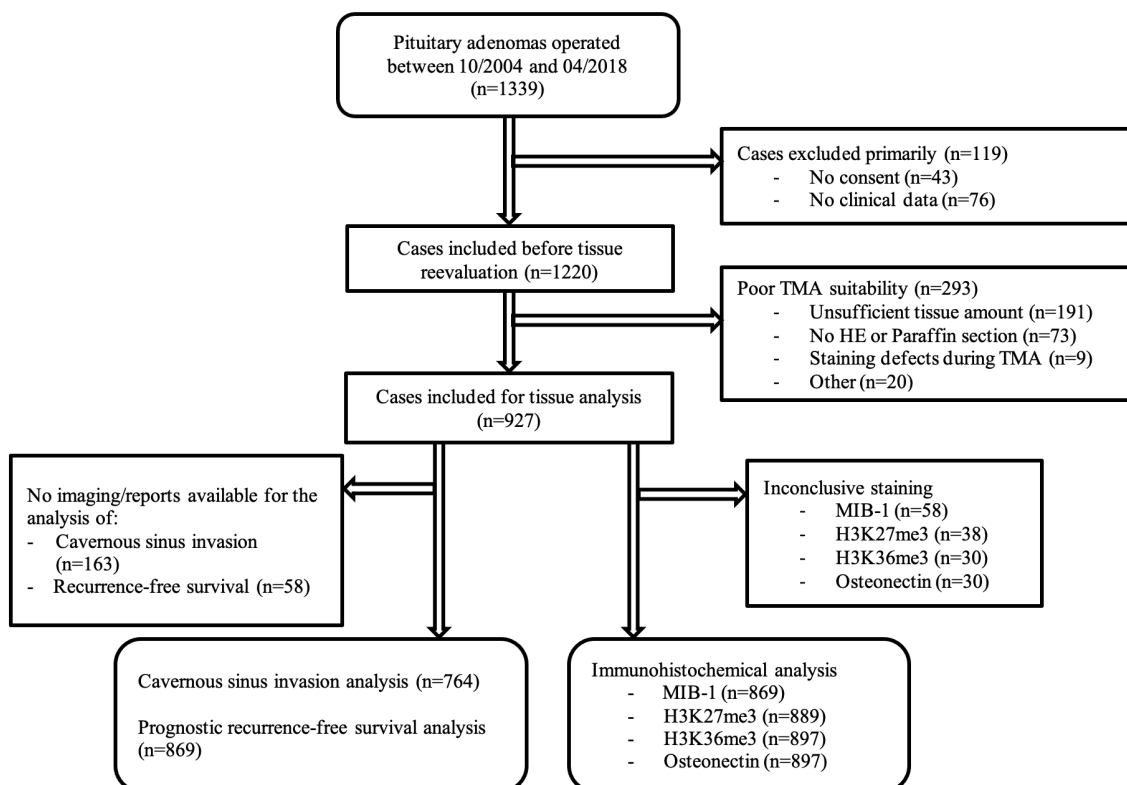 Pituitary adenomas operated
between 10/2004 and 04/2018
(n=1339)
Cases excluded primarily (n=119)
- No consent (n=43)
- No clinical data (n=76)
Cases included before tissue
reevaluation (n=1220)
Poor TMA suitability (n=293)
- Unsufficient tissue amount (n=191)
- No HE or Paraffin section (n=73)
- Staining defects during TMA (n=9)
- Other (n=20)
Cases included for tissue analysis
(n=927)
No imaging/reports available for the
analysis of:
- Cavernous sinus invasion
(n=163)
- Recurrence-free survival (n=58)
Inconclusive staining
- MIB-1 (n=58)
- H3K27me3 (n=38)
- H3K36me3 (n=30)
- Osteonectin (n=30)
Cavernous sinus invasion analysis (n=764)
Prognostic recurrence-free survival analysis
(n=869)
Immunohistochemical analysis
- MIB-1 (n=869)
- H3K27me3 (n=889)
- H3K36me3 (n=897)
- Osteonectin (n=897)